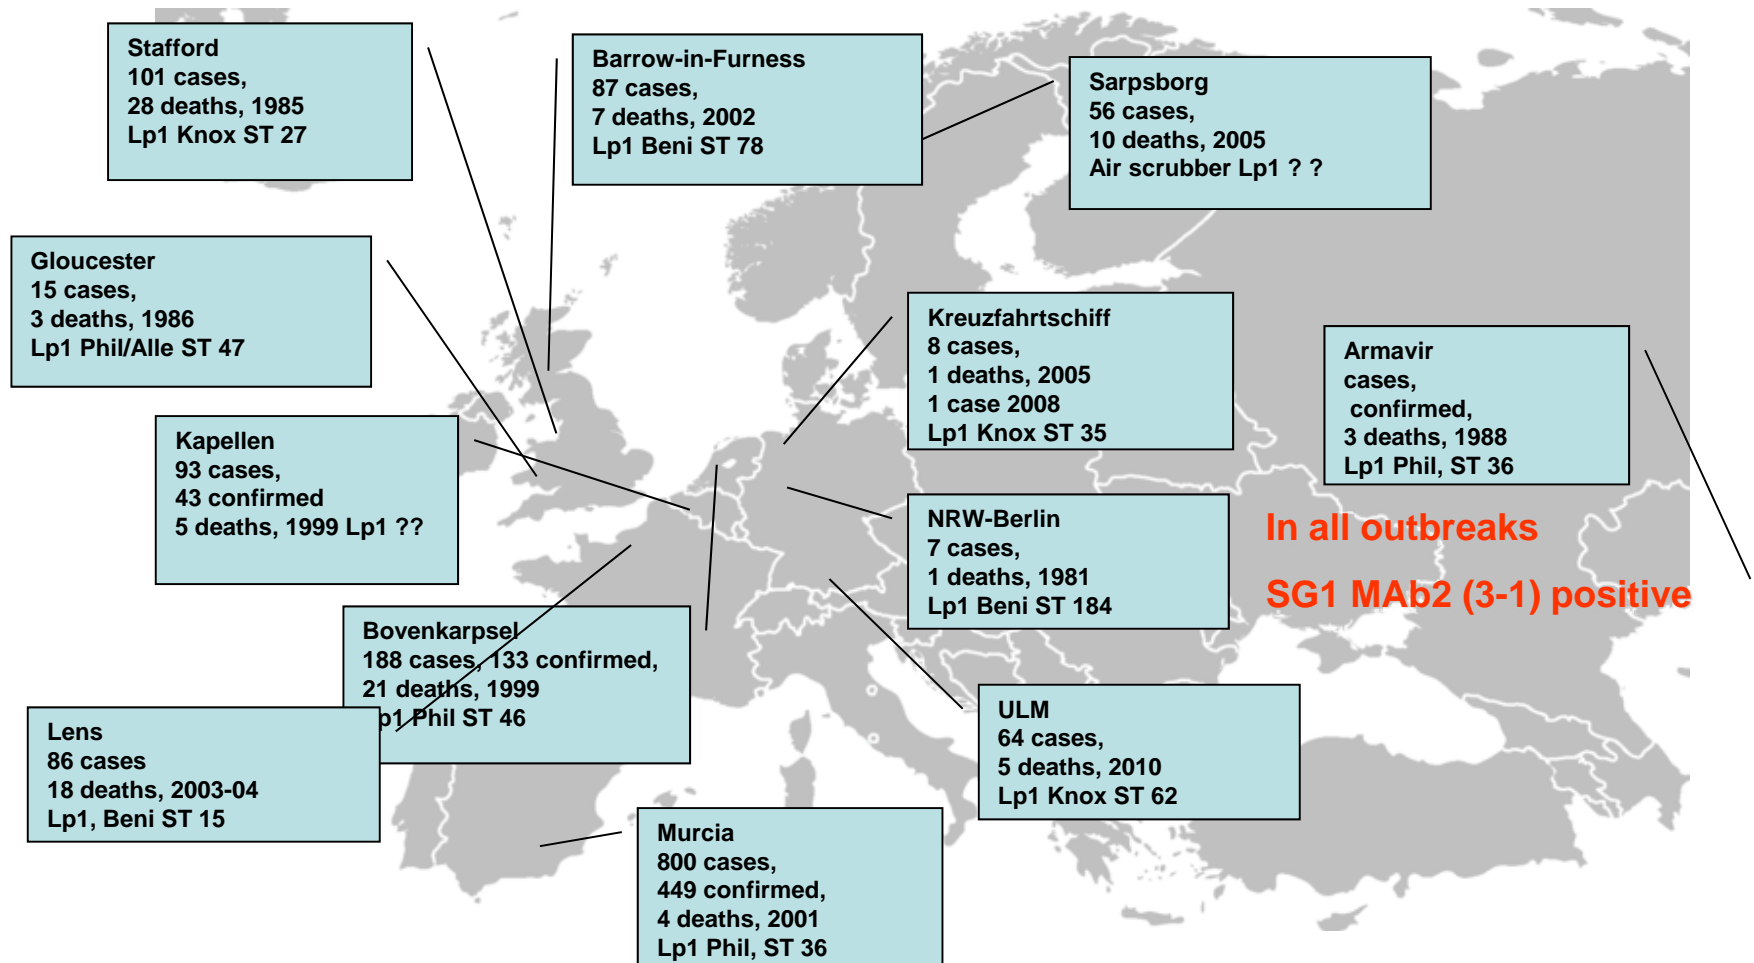 Stafford
101 cases,
28 deaths, 1985
Lp1 Knox ST 27
Barrow-in-Furness
87 cases,
7 deaths, 2002
Lp1 Beni ST 78
Sarpsborg
56 cases,
10 deaths, 2005
Air scrubber Lp1 ? ?
Gloucester
15 cases,
3 deaths, 1986
Lp1 Phil/Alle ST 47
Kreuzfahrtschiff
8 cases,
1 deaths, 2005
1 case 2008
Lp1 Knox ST 35
Armavir
cases,
confirmed,
3 deaths, 1988
Lp1 Phil, ST 36
Kapellen
93 cases,
43 confirmed
5 deaths, 1999 Lp1 ??
NRW-Berlin
7 cases,
1 deaths, 1981
Lp1 Beni ST 184
In all outbreaks
SG1 MAb2 (3-1) positive
Bovenkarpsel
188 cases, 133 confirmed,
21 deaths, 1999
p1 Phil ST 46
Lens
86 cases
18 deaths, 2003-04
Lp1, Beni ST 15
ULM
64 cases,
5 deaths, 2010
Lp1 Knox ST 62
Murcia
800 cases,
449 confirmed,
4 deaths, 2001
Lp1 Phil, ST 36